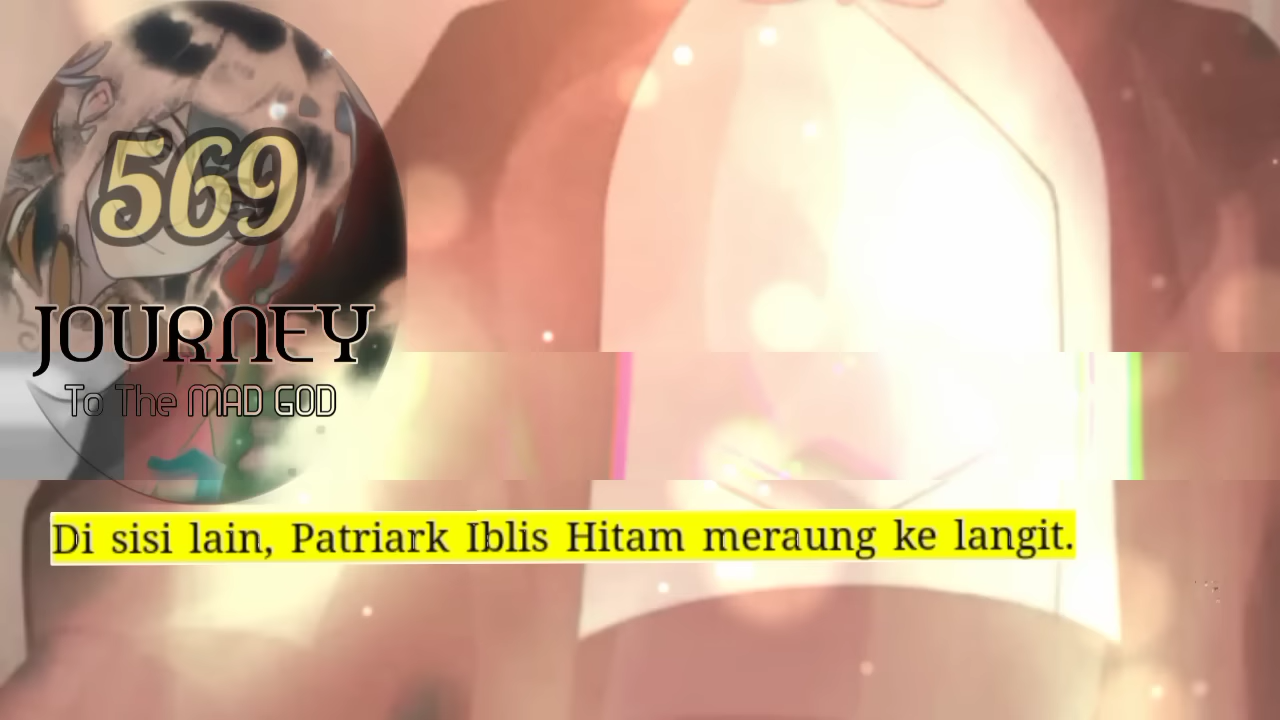 569
JOURNEY
To The MAD GOD
Di sisi lain, Patriark Iblis Hitam meraung ke langit.